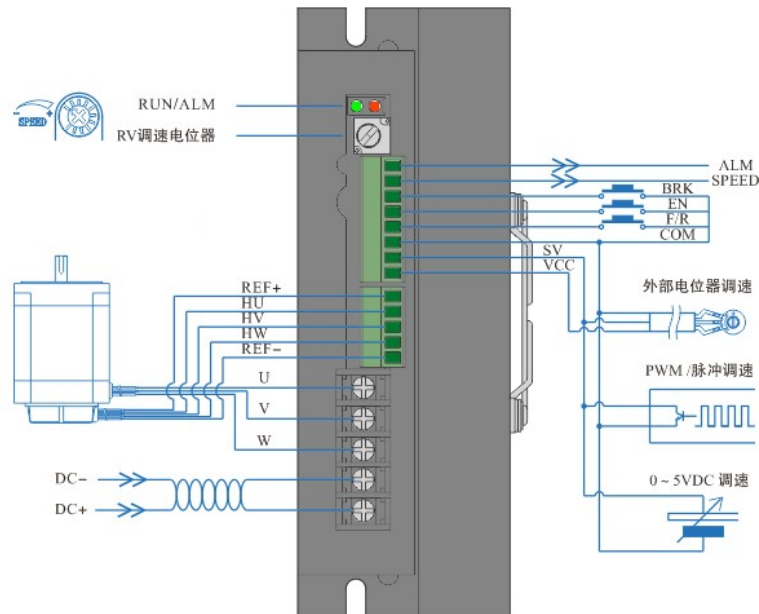 RUN/ALM
SPEED
RV调速电位器
ALM
SPEED
BRK
EN
F/R
COM
SV
VCC
外部电位器调速
REF+
HU
HV
HW
REF-
U
V
W
PWM /脉冲调速
DC-
DC+
0~5VDC 调速